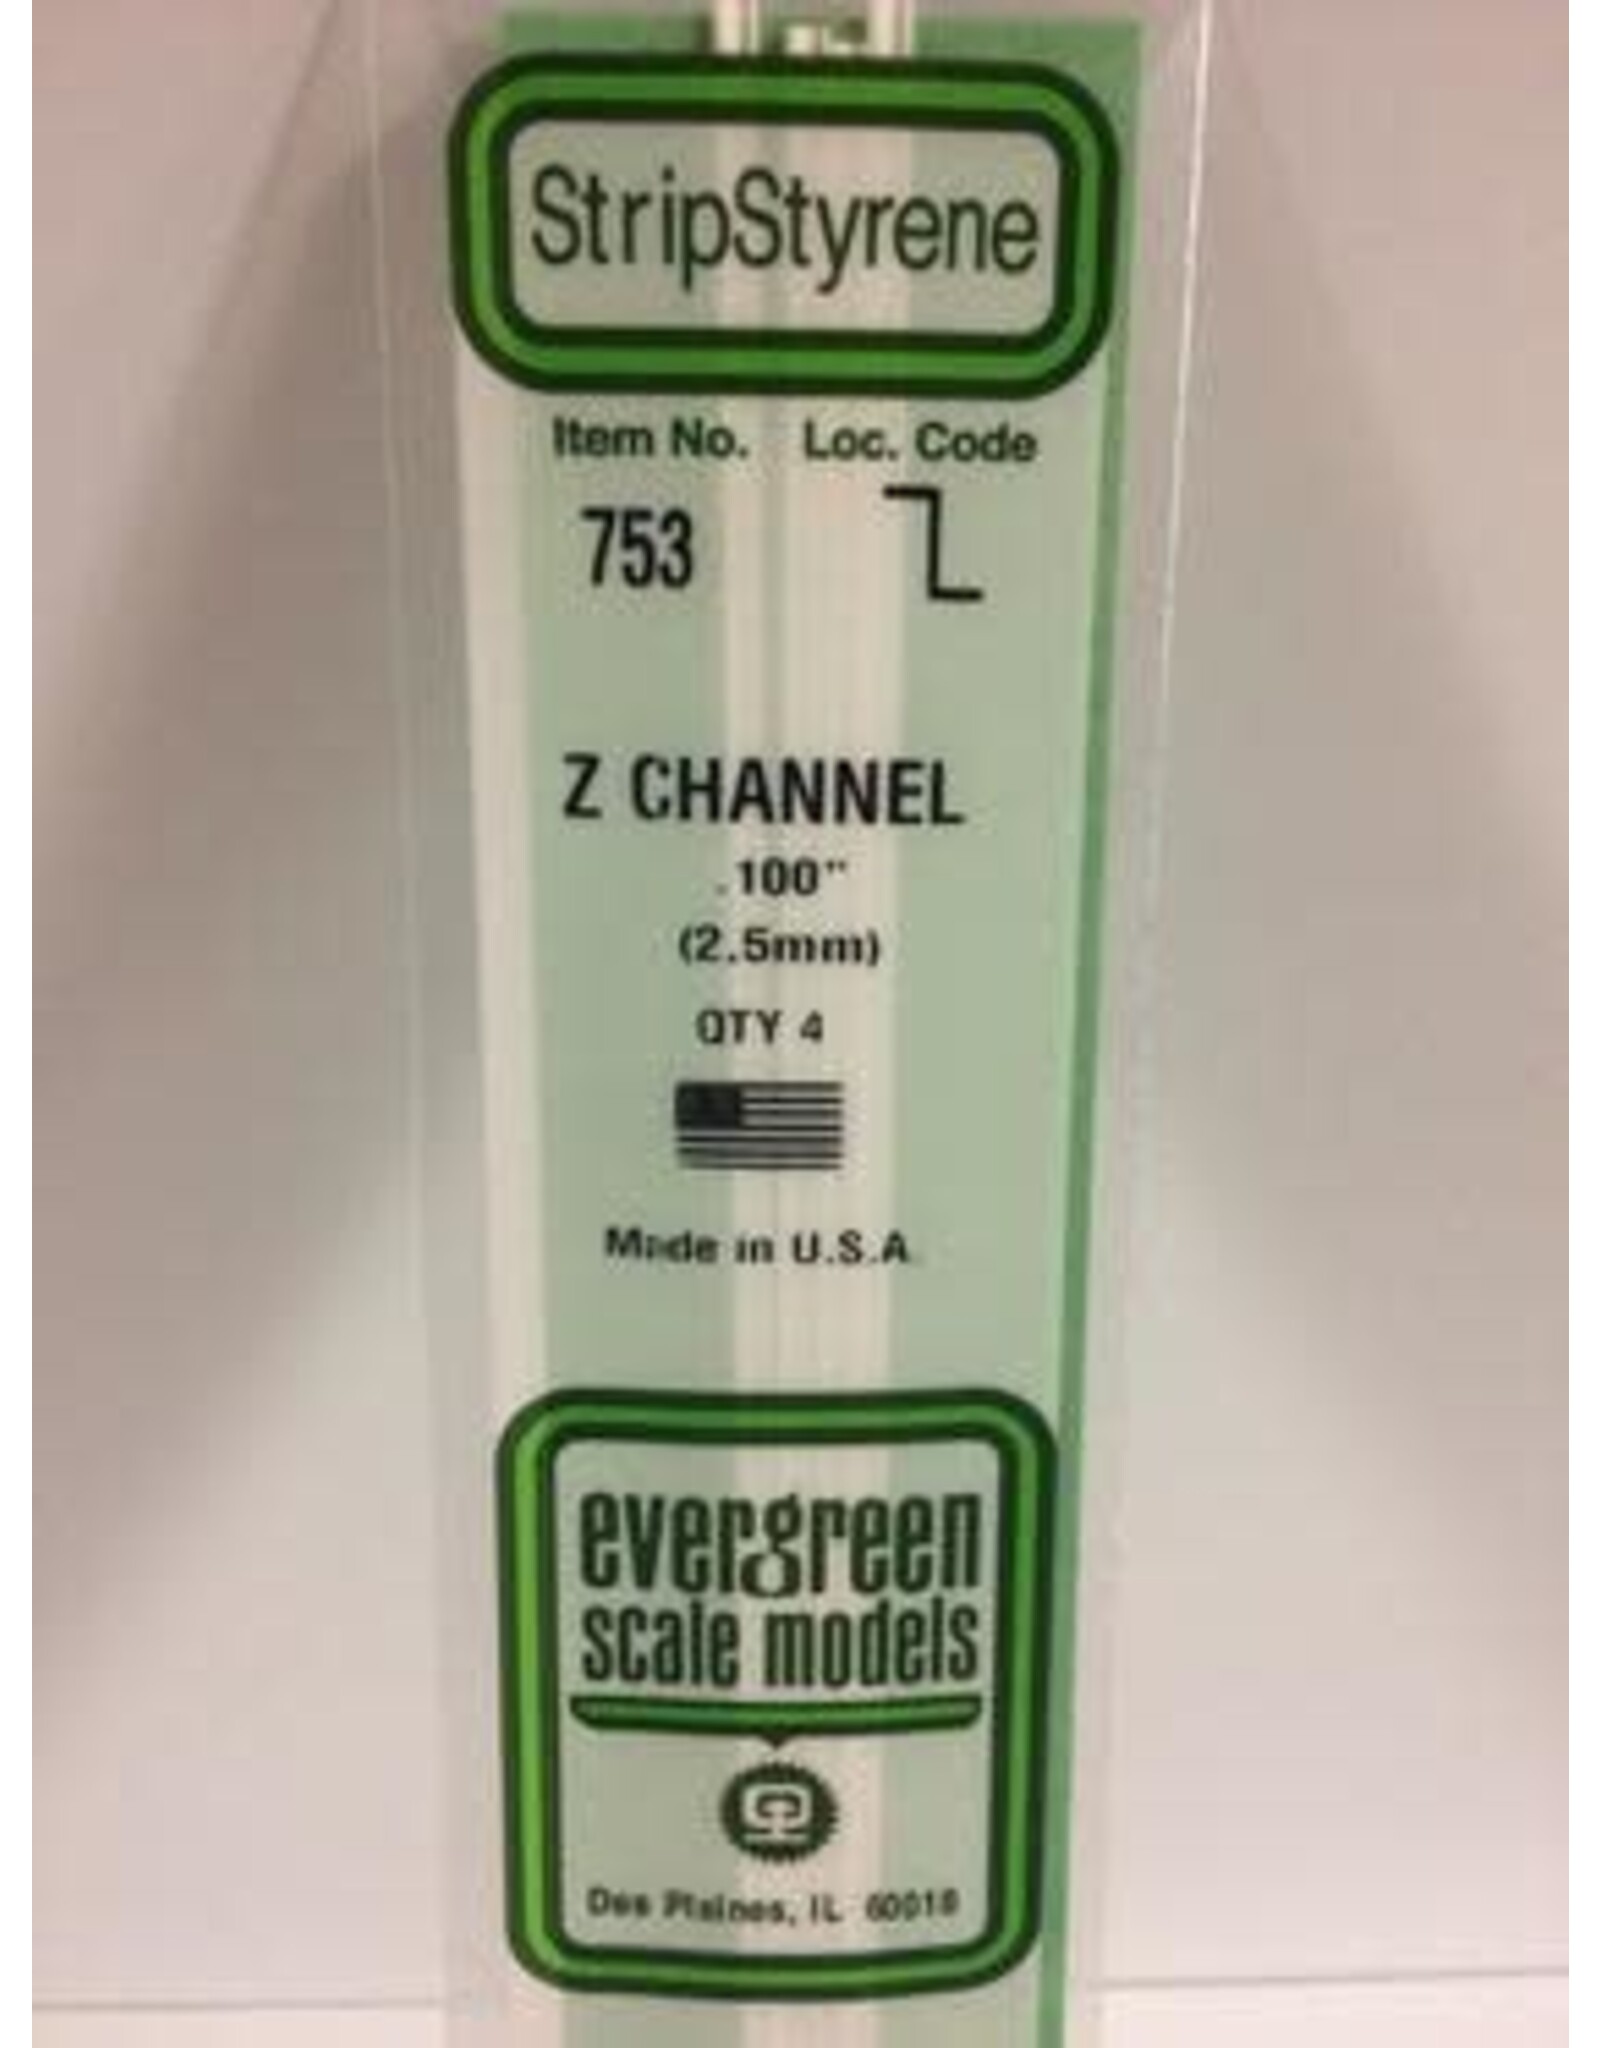 StripStyrene
Item No. Loc. Code
753
Z CHANNEL
.100"
(2.5mm)
QTY 4
Made in U.S.A.
evergreen
scale models
Des Plaines, IL 60018